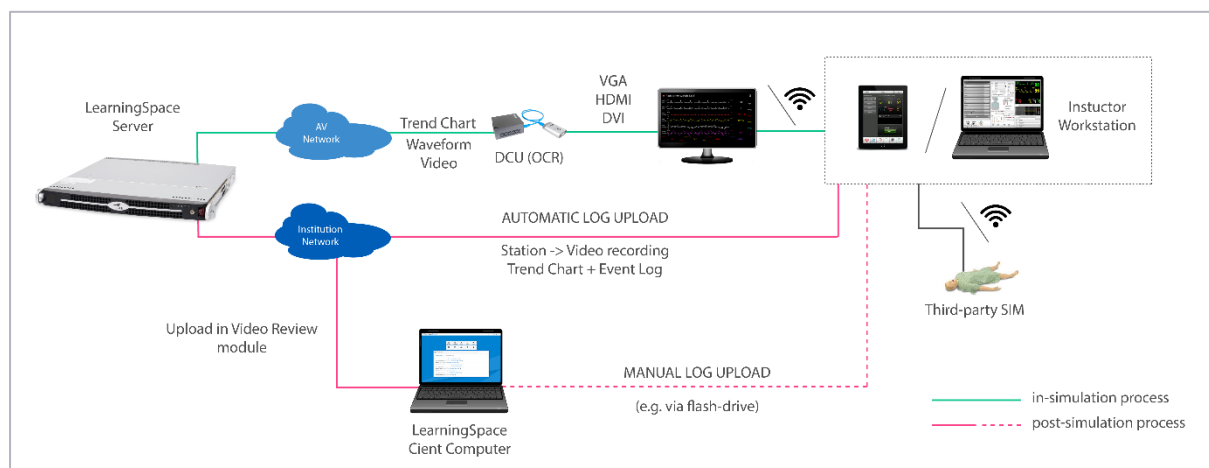 LearningSpace
Server
AV
Network
Trend Chart
Waveform
Video
DCU (OCR)
VGA
HDMI
DVI
Instuctor
Workstation
Institution
Network
AUTOMATIC LOG UPLOAD
Station -> Video recording
Trend Chart + Event Log
Third-party SIM
Upload in Video Review
module
MANUAL LOG UPLOAD
(e.g. via flash-drive)
LearningSpace
Cient Computer
in-simulation process
post-simulation process